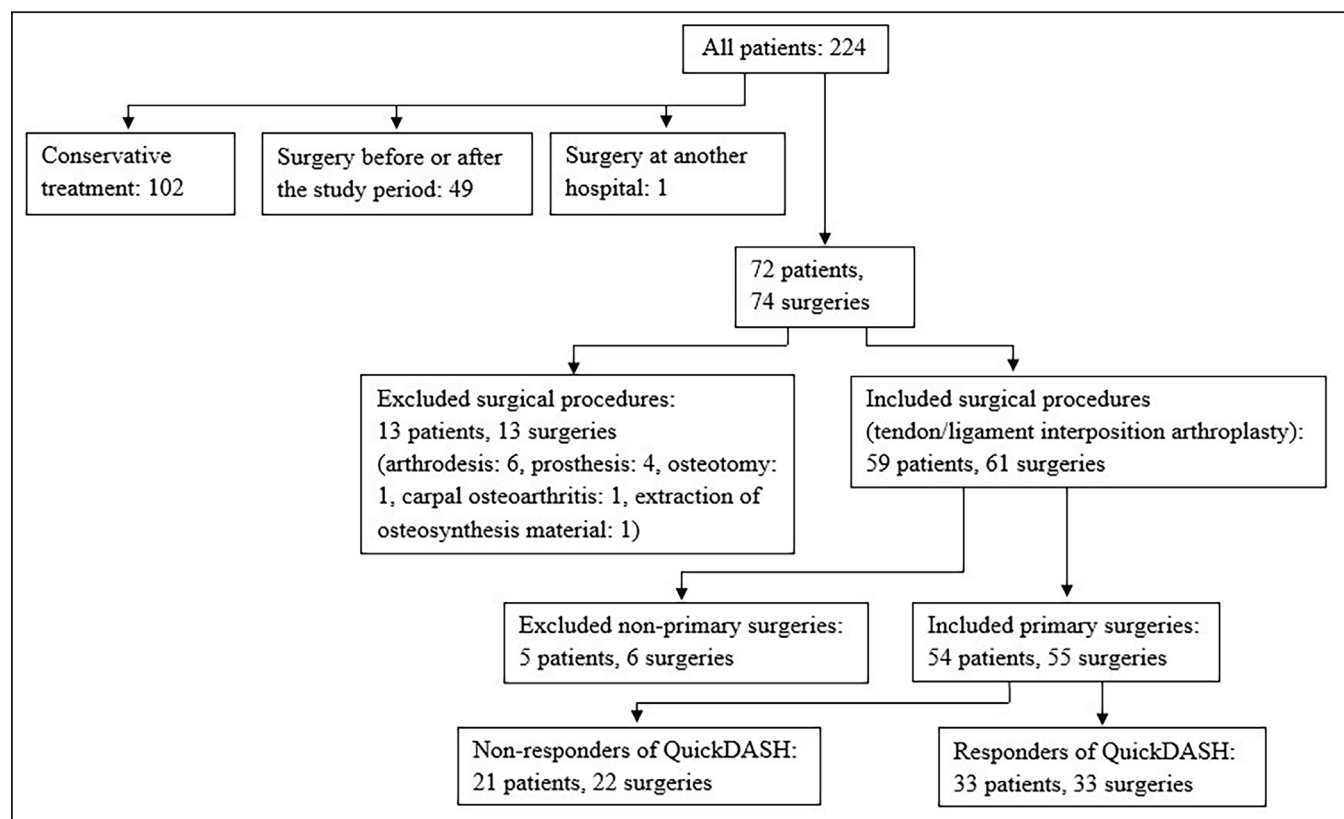 All patients: 224
Conservative
treatment: 102
Surgery before or after
the study period: 49
Surgery at another
hospital: 1
72 patients,
74 surgeries
Excluded surgical procedures:
13 patients, 13 surgeries
(arthrodesis: 6, prosthesis: 4, osteotomy:
1, carpal osteoarthritis: 1, extraction of
osteosynthesis material: 1)
Included surgical procedures
(tendon/ligament interposition arthroplasty):
59 patients, 61 surgeries
Excluded non-primary surgeries:
5 patients, 6 surgeries
Included primary surgeries:
54 patients, 55 surgeries
Non-responders of QuickDASH:
21 patients, 22 surgeries
Responders of QuickDASH:
33 patients, 33 surgeries